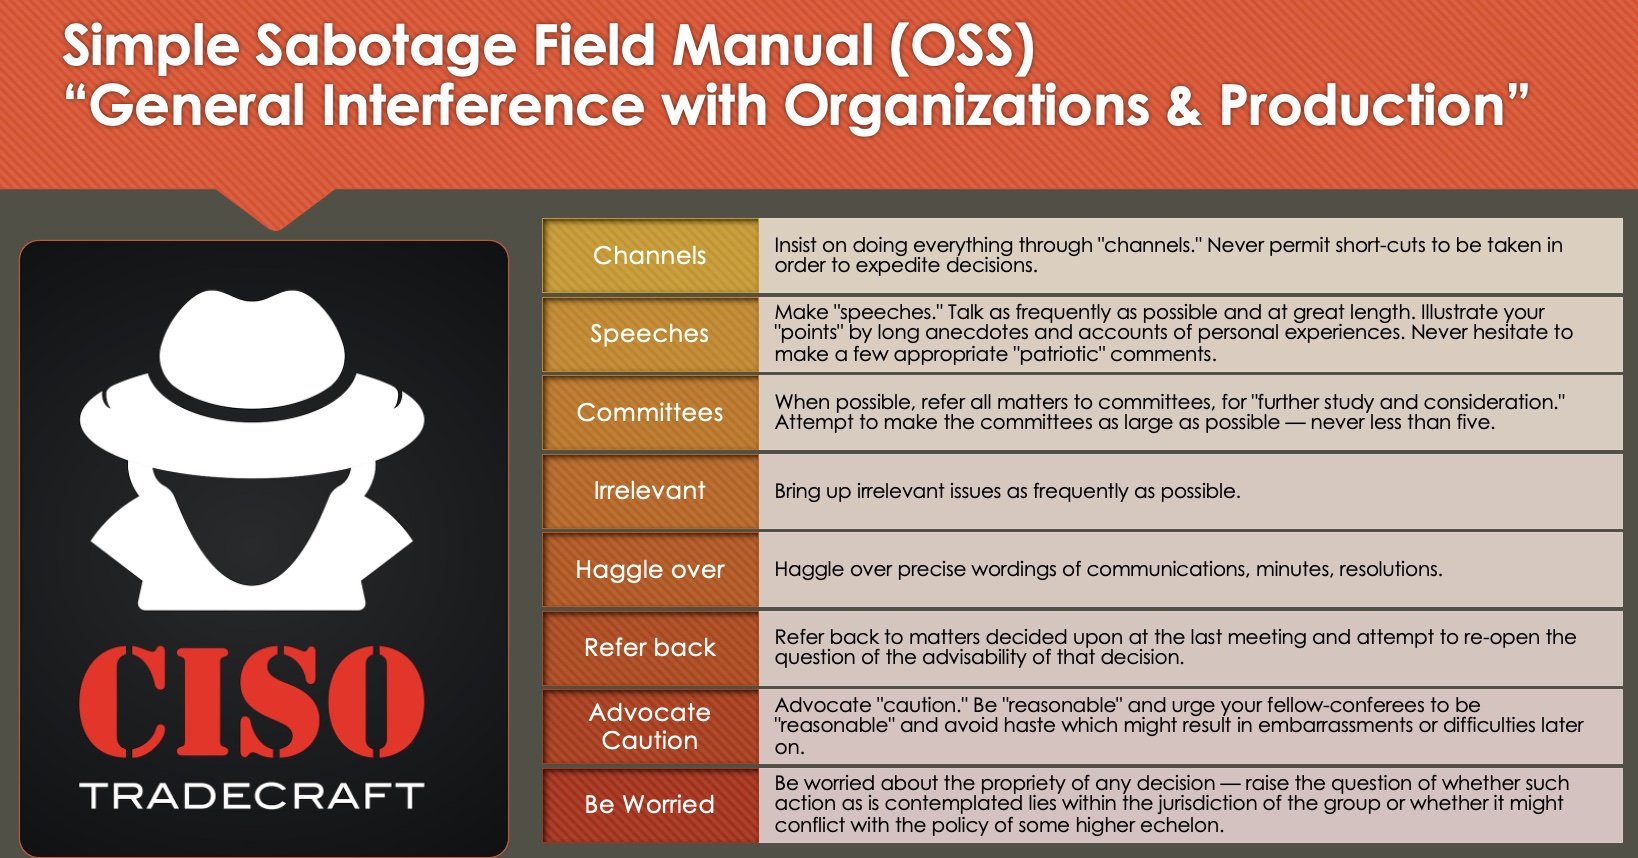 Simple Sabotage Field Manual (OSS)
“General Interference with Organizations & Production”
CISO
TRADECRAFT
Channels
Insist on doing everything through "channels." Never permit short-cuts to be taken in
order to expedite decisions.
Speeches
Make "speeches." Talk as frequently as possible and at great length. Illustrate your
"points" by long anecdotes and accounts of personal experiences. Never hesitate to
make a few appropriate "patriotic" comments.
Committees
When possible, refer all matters to committees, for "further study and consideration."
Attempt to make the committees as large as possible — never less than five.
Irrelevant
Bring up irrelevant issues as frequently as possible.
Haggle over
Haggle over precise wordings of communications, minutes, resolutions.
Refer back
Refer back to matters decided upon at the last meeting and attempt to re-open the
question of the advisability of that decision.
Advocate
Caution
Advocate "caution." Be "reasonable" and urge your fellow-conferees to be
"reasonable" and avoid haste which might result in embarrassments or difficulties later
on.
Be Worried
Be worried about the propriety of any decision — raise the question of whether such
action as is contemplated lies within the jurisdiction of the group or whether it might
conflict with the policy of some higher echelon.